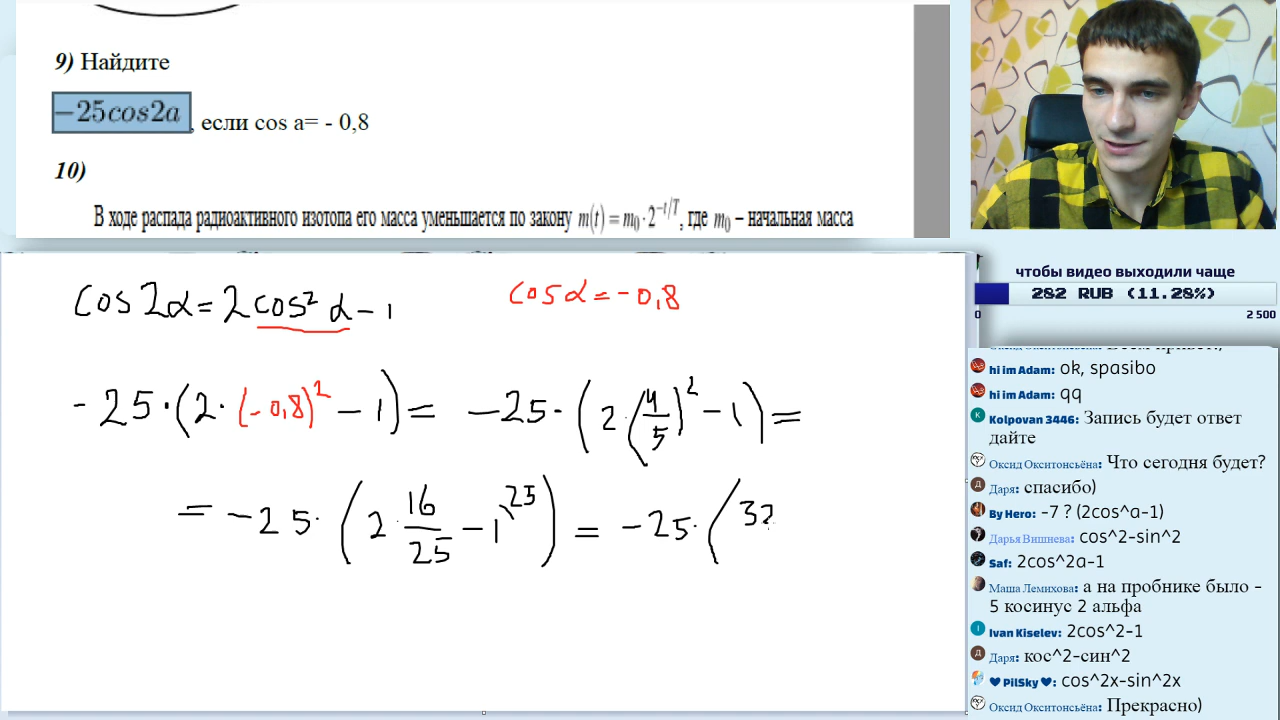 9) Найдите
−25cos2a, если cos a= - 0,8
10)
В ходе распада радиоактивного изотопа его масса уменьшается по закону m(t) = m₀ · 2^(−t/T), где m₀ – начальная масса
cos2α=2cos²α−1
cosα=−0,8
-25·(2·(−0,8)²−1)= −25·(2·(4/5)²−1)=
=−25·(2·16/25−1^25)=−25·(32
чтобы видео выходили чаще
282 RUB (11.28%)
0 2 500
hi im Adam: ok, spasibo
hi im Adam: qq
K Kolpovan 3446: Запись будет ответ
дайте
Оксид Окситонсьёна: Что сегодня будет?
Д Даря: спасибо)
By Hero: -7 ? (2cos^a-1)
Дарья Вишнева: cos^2-sin^2
Saf: 2cos^2a-1
Маша Лемихова: а на пробнике было -
5 косинус 2 альфа
I Ivan Kiselev: 2cos^2-1
Д Даря: кос^2-син^2
♥ PilSky ♥: cos^2x-sin^2x
Оксид Окситонсьёна: Прекрасно)